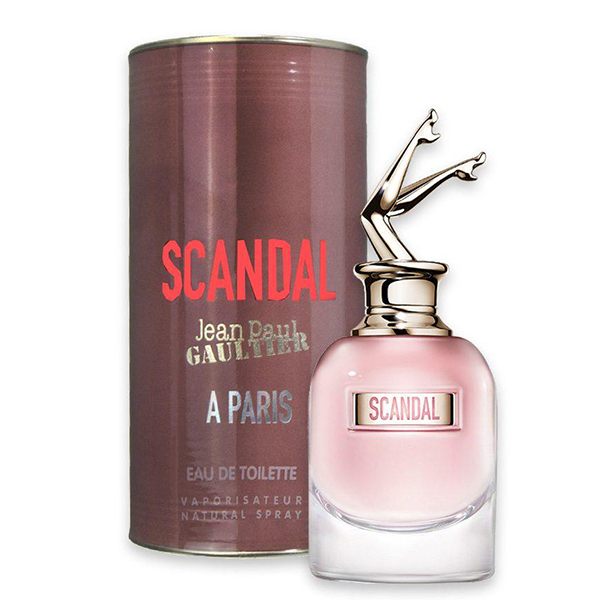 SCANDAL
Jean Paul
GAULTIER
A PARIS
EAU DE TOILETTE
VAPORISATEUR
NATURAL SPRAY
SCANDAL